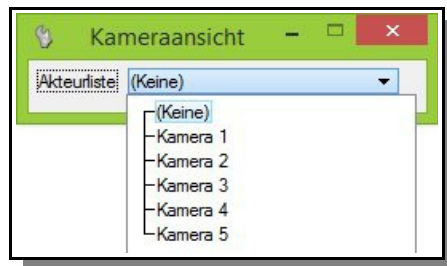 Kameraansicht
Akteurliste (Keine)
(Keine)
Kamera 1
Kamera 2
Kamera 3
Kamera 4
Kamera 5